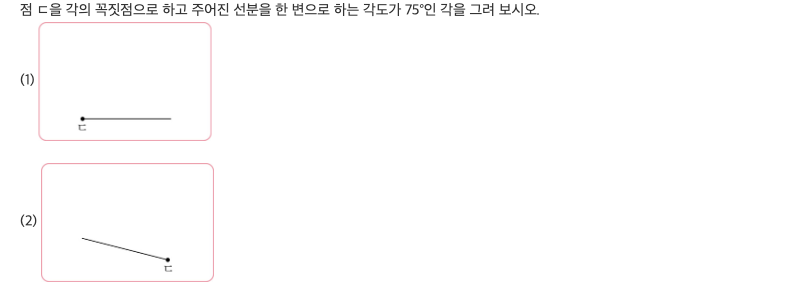 점 ㄷ을 각의 꼭짓점으로 하고 주어진 선분을 한 변으로 하는 각도가 75°인 각을 그려 보시오.
(1)
ㄷ
(2)
ㄷ